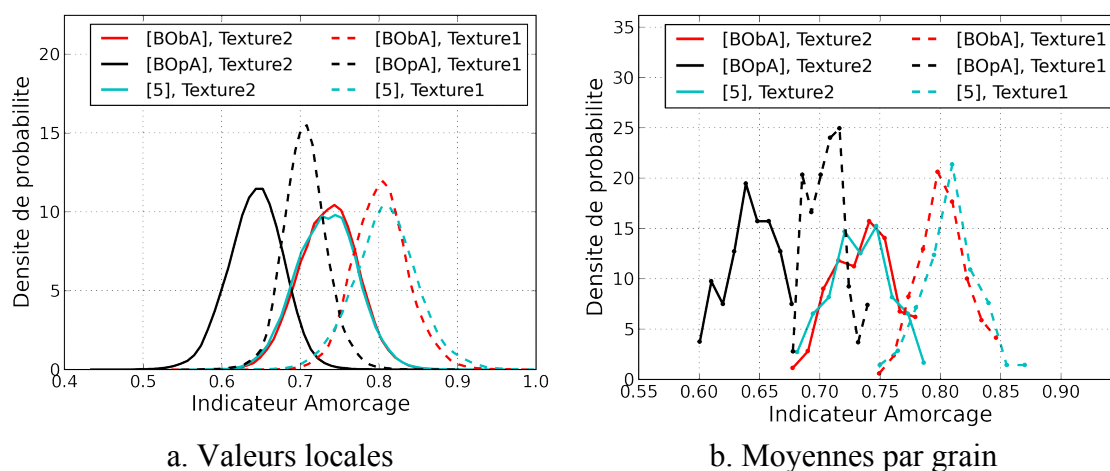 [BObA], Texture2 [BObA], Texture1
[BOpA], Texture2 [BOpA], Texture1
[5], Texture2 [5], Texture1
Densite de probabilite
20
15
10
5
0
0.4 0.5 0.6 0.7 0.8 0.9 1.0
Indicateur Amorcage
a. Valeurs locales
[BObA], Texture2 [BObA], Texture1
[BOpA], Texture2 [BOpA], Texture1
[5], Texture2 [5], Texture1
Densite de probabilite
35
30
25
20
15
10
5
0
0.55 0.60 0.65 0.70 0.75 0.80 0.85 0.90
Indicateur Amorcage
b. Moyennes par grain